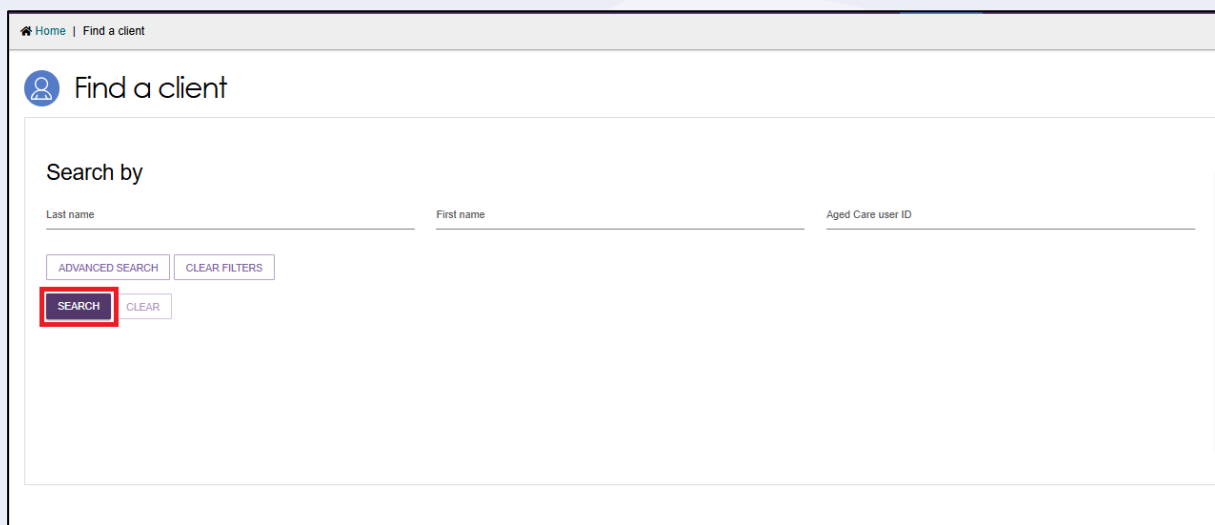 Home | Find a client
Find a client
Search by
Last name First name Aged Care user ID
ADVANCED SEARCH CLEAR FILTERS
SEARCH CLEAR